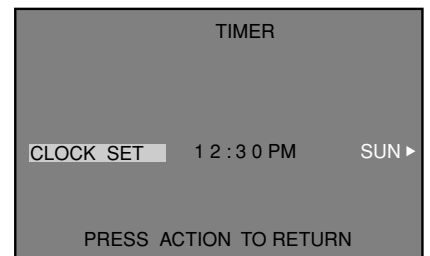 TIMER
CLOCK SET 12:30 PM SUN ▶
PRESS ACTION TO RETURN